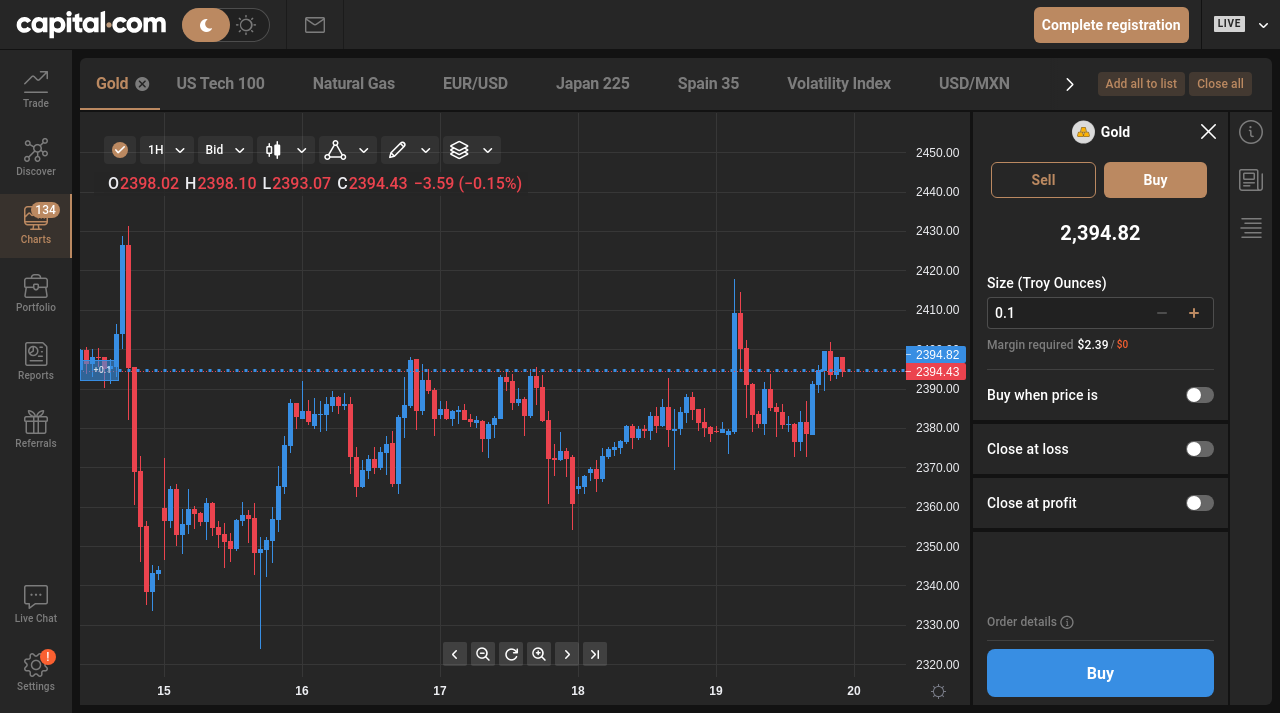 capital.com
Complete registration
LIVE
Trade
Discover
134
Charts
Portfolio
Reports
Referrals
Live Chat
!
Settings
Gold
US Tech 100
Natural Gas
EUR/USD
Japan 225
Spain 35
Volatility Index
USD/MXN
Add all to list
Close all
1H
Bid
O2398.02 H2398.10 L2393.07 C2394.43 −3.59 (−0.15%)
+0.1
2450.00
2440.00
2430.00
2420.00
2410.00
2394.82
2394.43
2390.00
2380.00
2370.00
2360.00
2350.00
2340.00
2330.00
2320.00
15
16
17
18
19
20
Gold
Sell
Buy
2,394.82
Size (Troy Ounces)
0.1
Margin required $2.39 / $0
Buy when price is
Close at loss
Close at profit
Order details
Buy